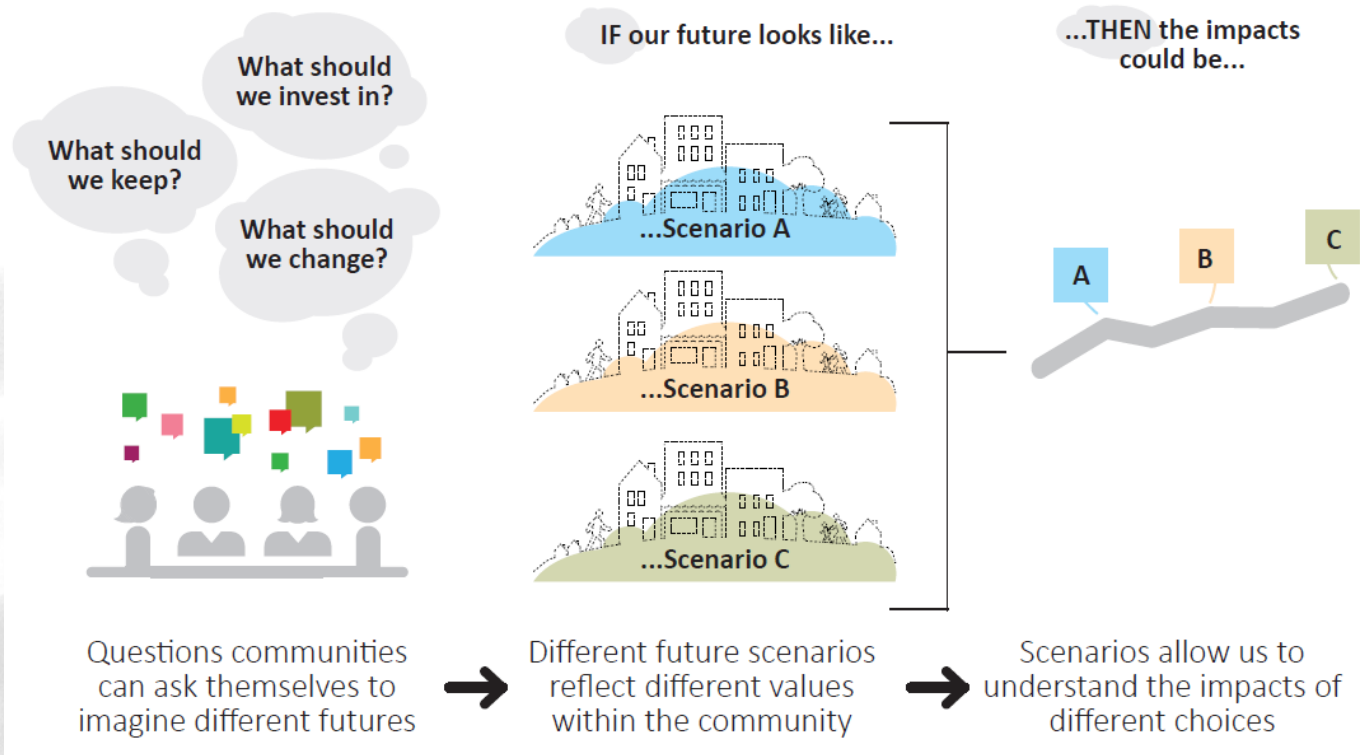 What should
we invest in?
What should
we keep?
What should
we change?
Questions communities
can ask themselves to
imagine different futures
IF our future looks like...
...Scenario A
...Scenario B
...Scenario C
Different future scenarios
reflect different values
within the community
...THEN the impacts
could be...
A
B
C
Scenarios allow us to
understand the impacts of
different choices